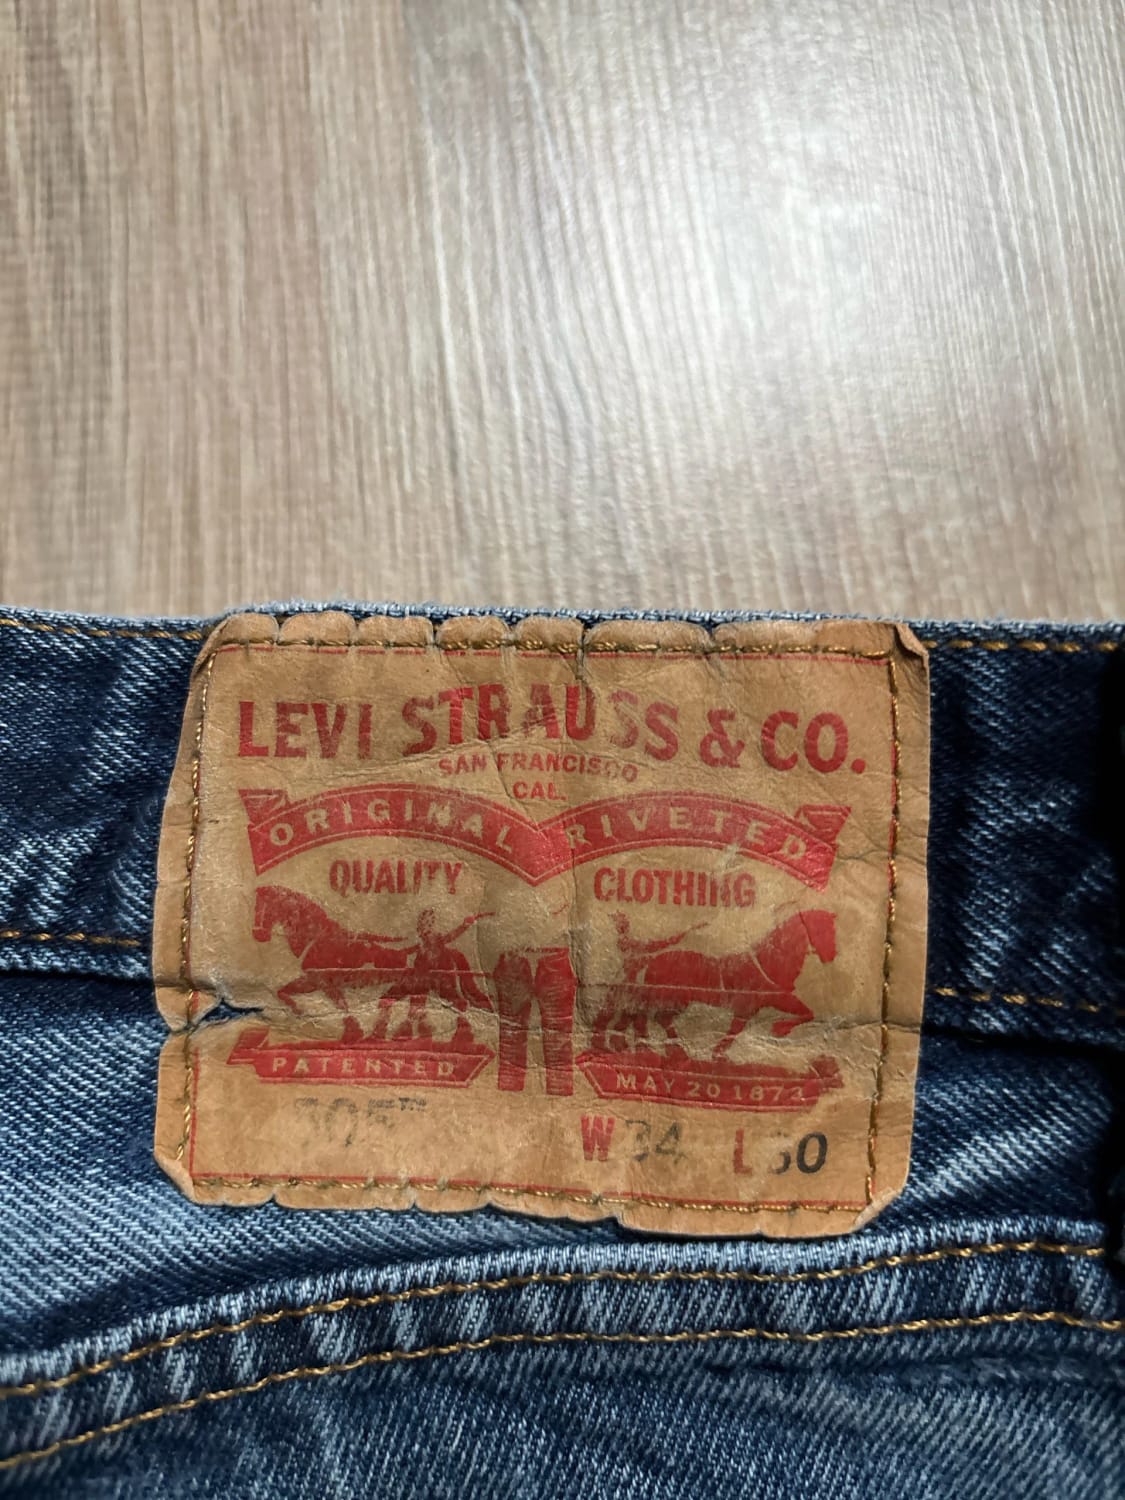 LEVI STRAUSS & CO.
SAN FRANCISCO
CAL.
ORIGINAL RIVETED
QUALITY CLOTHING
PATENTED MAY 20 1873
W34 L30